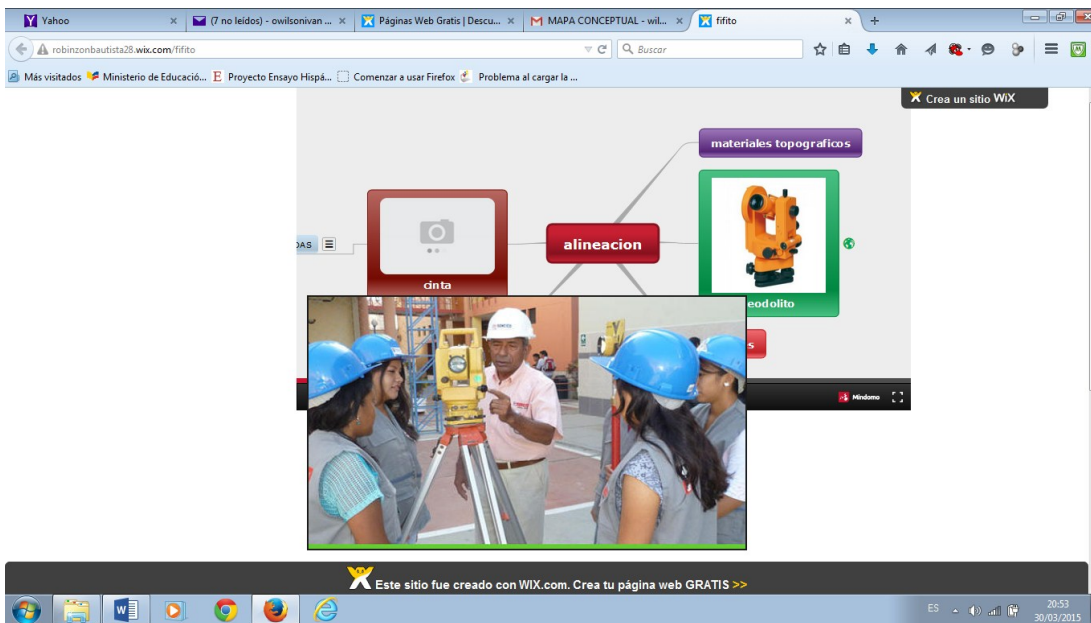 Yahoo
(7 no leídos) - owilsonivan ...
Páginas Web Gratis | Descu...
MAPA CONCEPTUAL - wil...
fifito
robinzonbautista28.wix.com/fifito
Buscar
Más visitados
Ministerio de Educació...
Proyecto Ensayo Hispá...
Comenzar a usar Firefox
Problema al cargar la ...
Crea un sitio WiX
materiales topograficos
DAS
alineacion
cinta
eodolito
s
Mindomo
Este sitio fue creado con WIX.com. Crea tu página web GRATIS >>
ES
20:53
30/03/2015